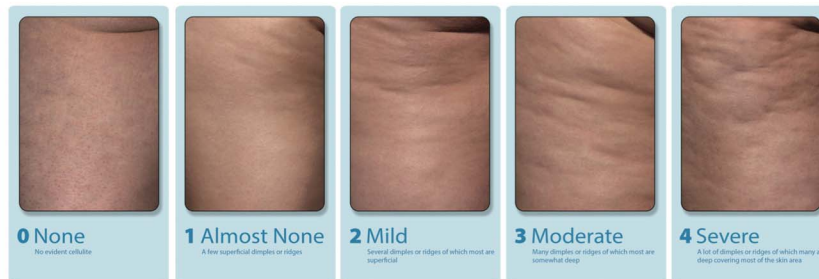 0 None
No evident cellulite
1 Almost None
A few superficial dimples or ridges
2 Mild
Several dimples or ridges of which most are
superficial
3 Moderate
Many dimples or ridges of which most are
somewhat deep
4 Severe
A lot of dimples or ridges of which many a
deep covering most of the skin area